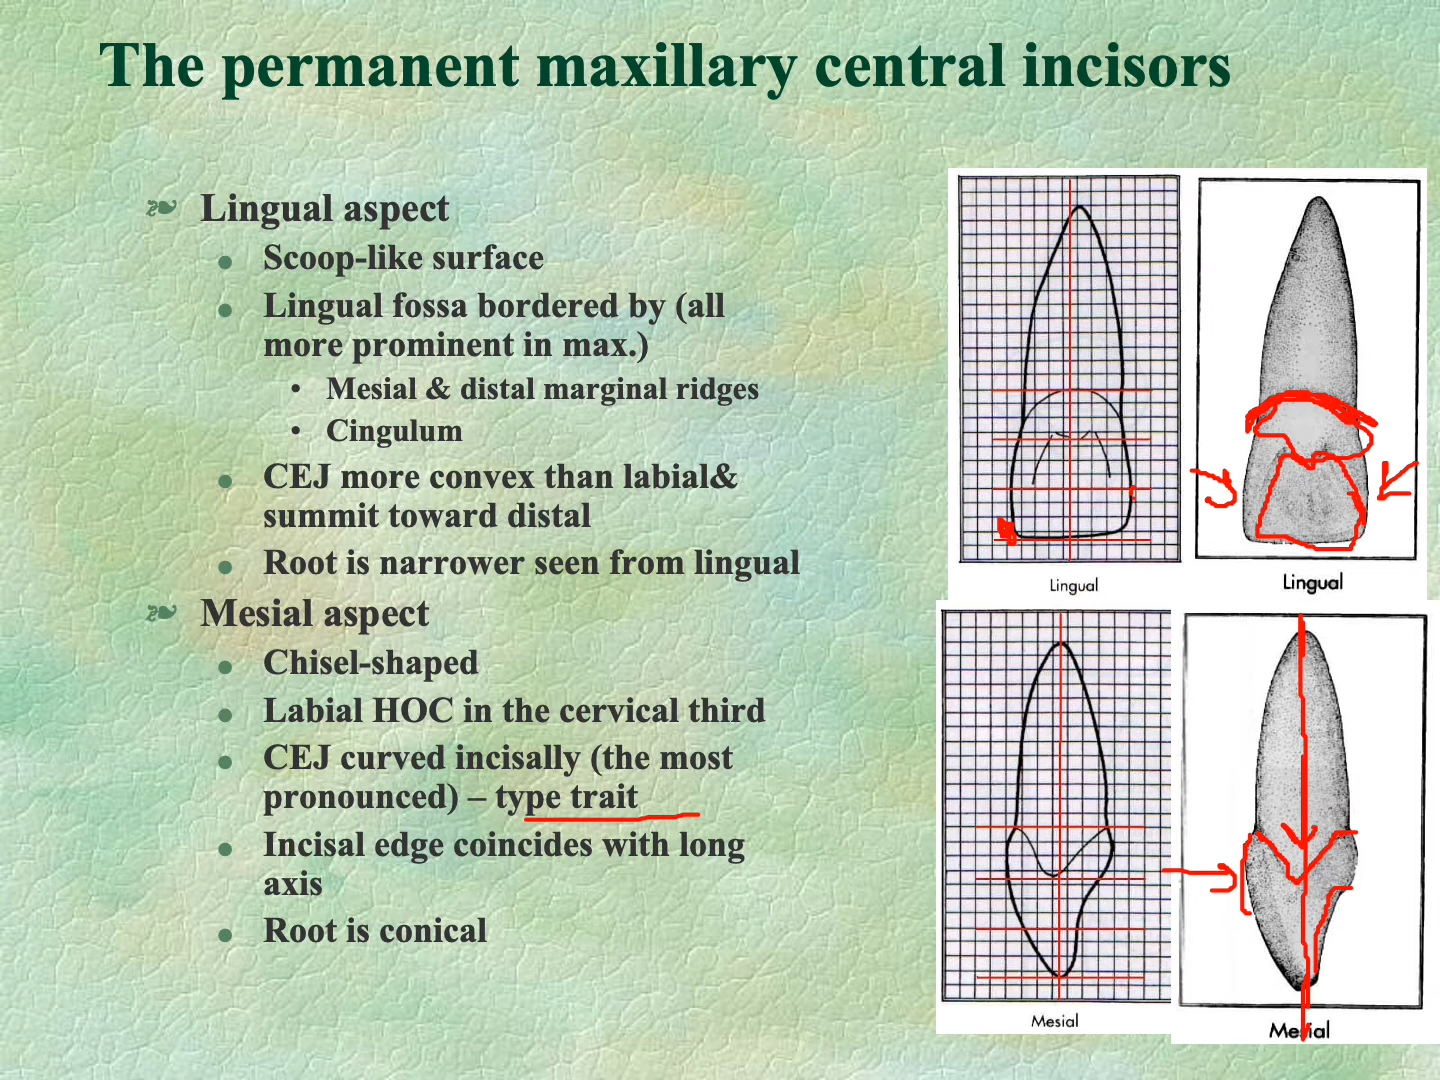 The permanent maxillary central incisors
Lingual aspect
Scoop-like surface
Lingual fossa bordered by (all
more prominent in max.)
Mesial & distal marginal ridges
Cingulum
CEJ more convex than labial&
summit toward distal
Root is narrower seen from lingual
Mesial aspect
Chisel-shaped
Labial HOC in the cervical third
CEJ curved incisally (the most
pronounced) – type trait
Incisal edge coincides with long
axis
Root is conical
Lingual
Lingual
Mesial
Mesial